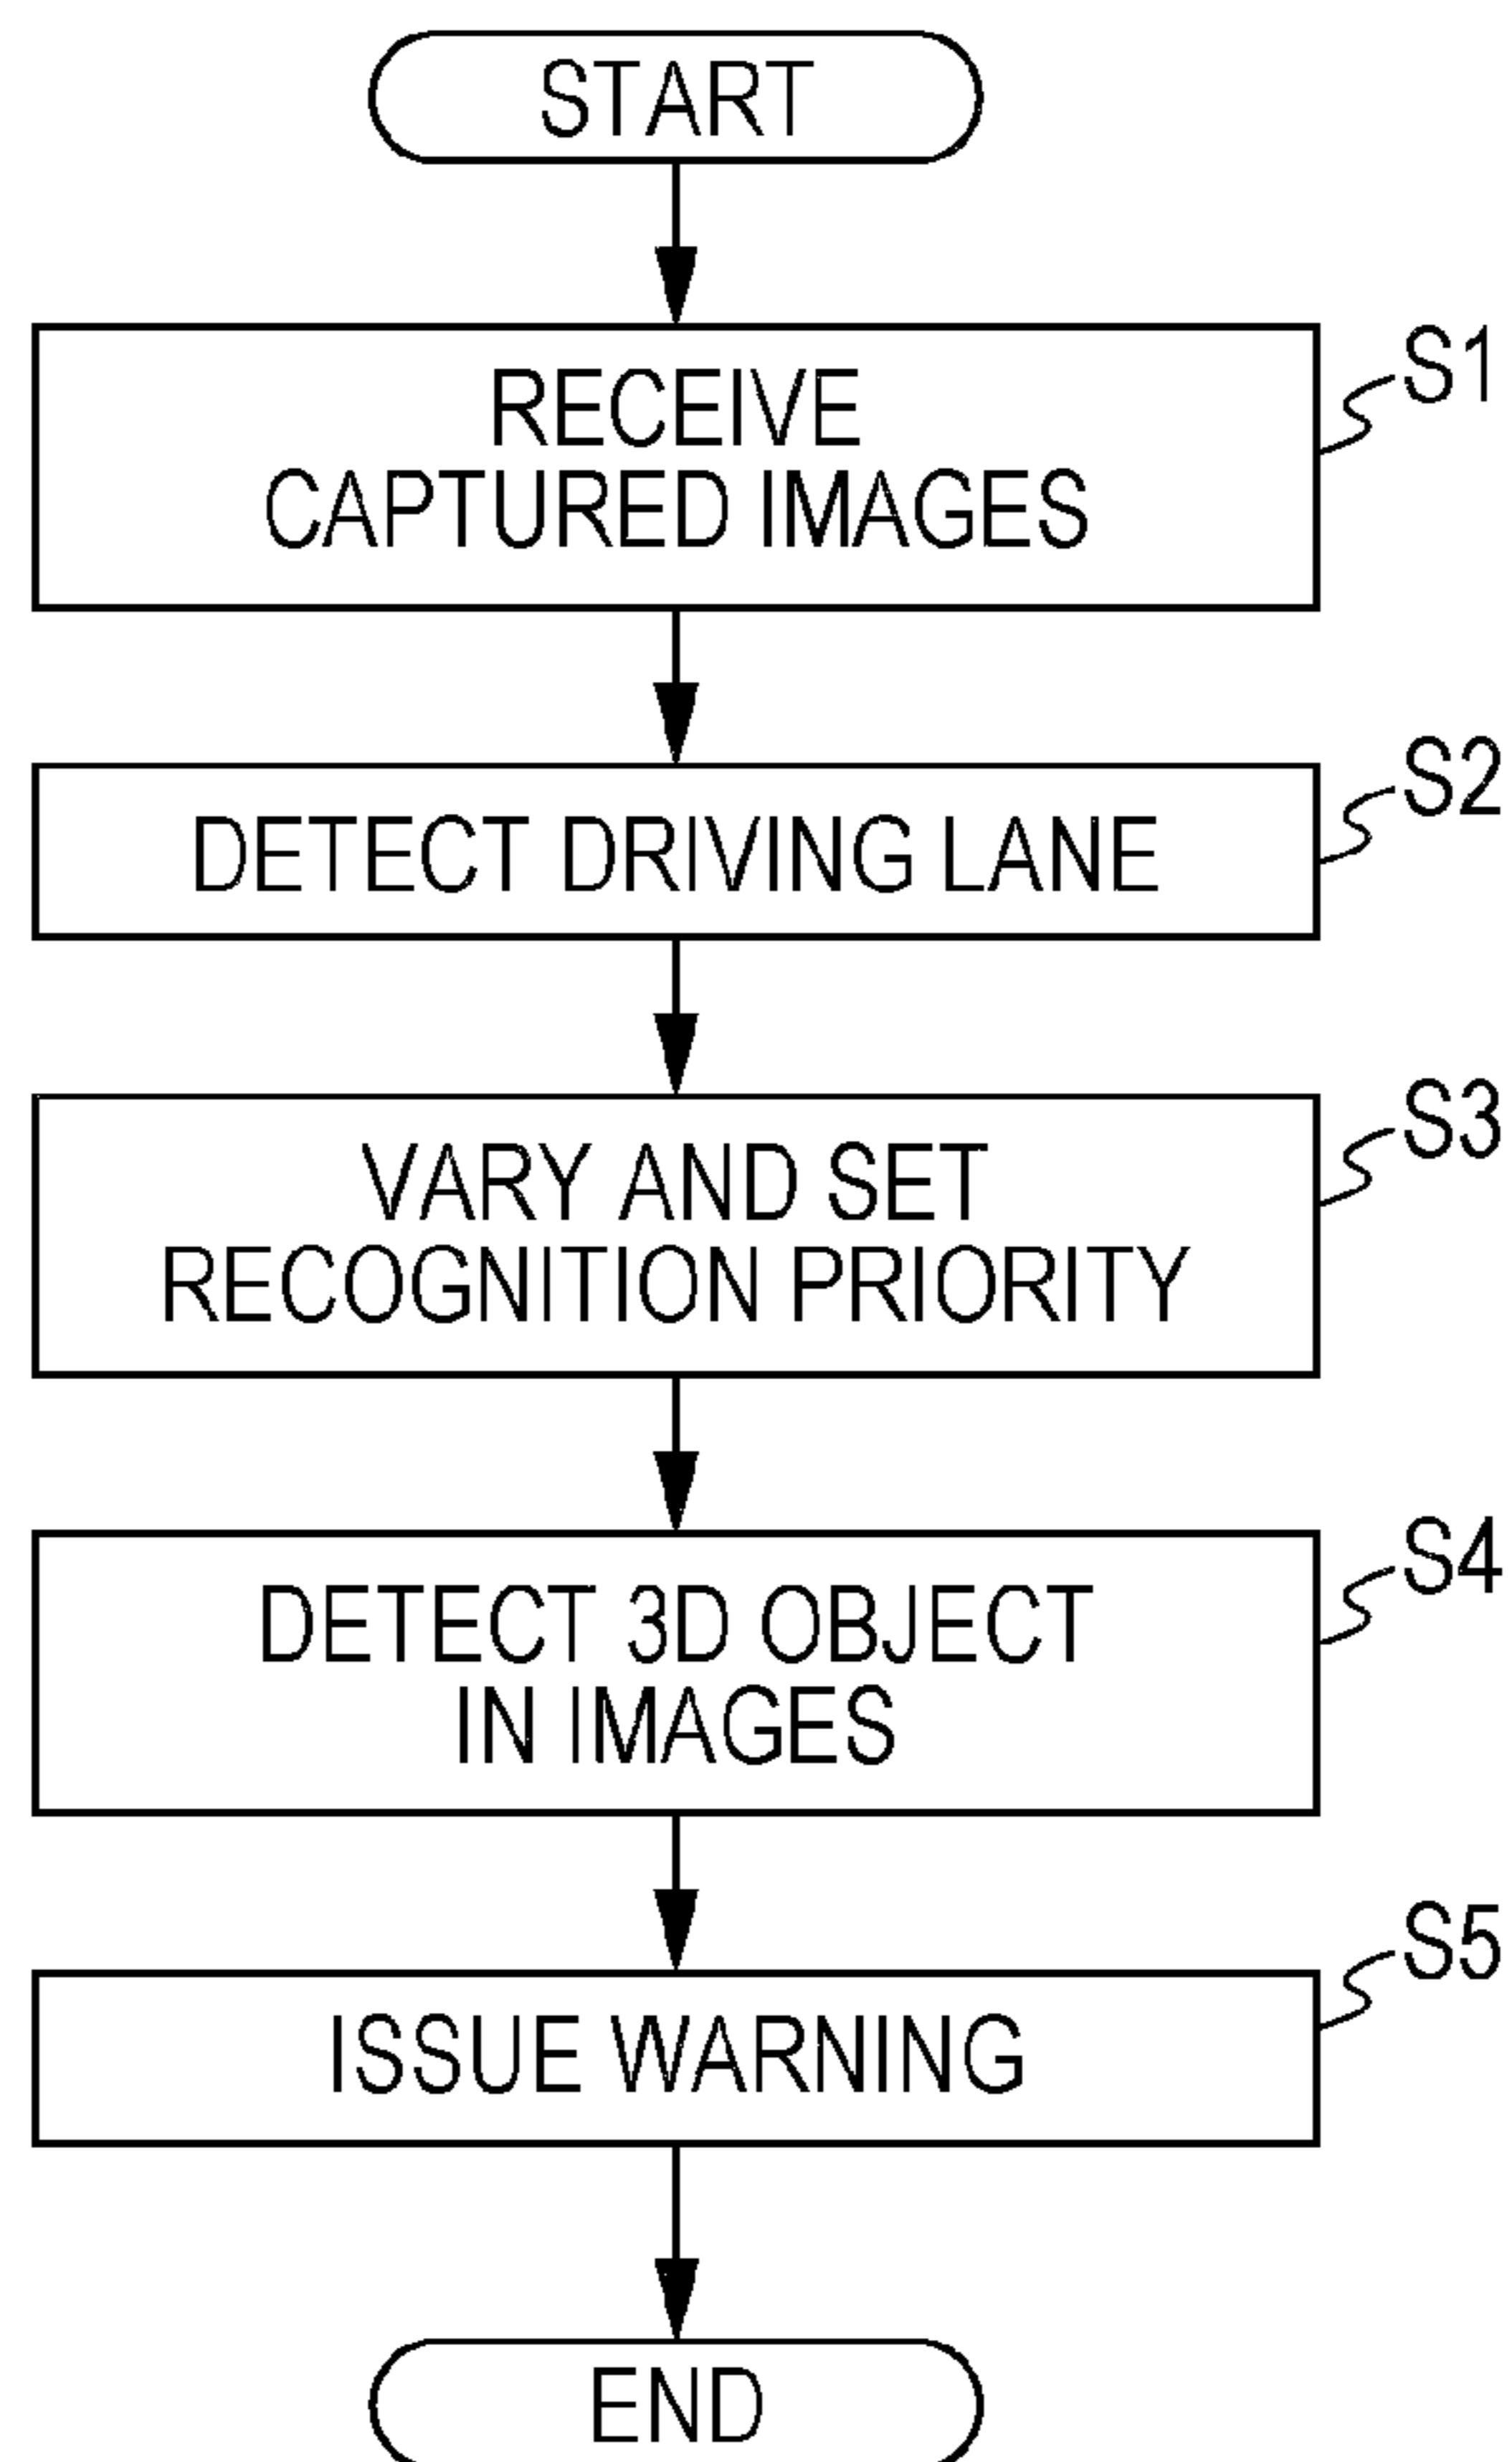 START
RECEIVE
CAPTURED IMAGES
S1
DETECT DRIVING LANE
S2
VARY AND SET
RECOGNITION PRIORITY
S3
DETECT 3D OBJECT
IN IMAGES
S4
ISSUE WARNING
S5
END